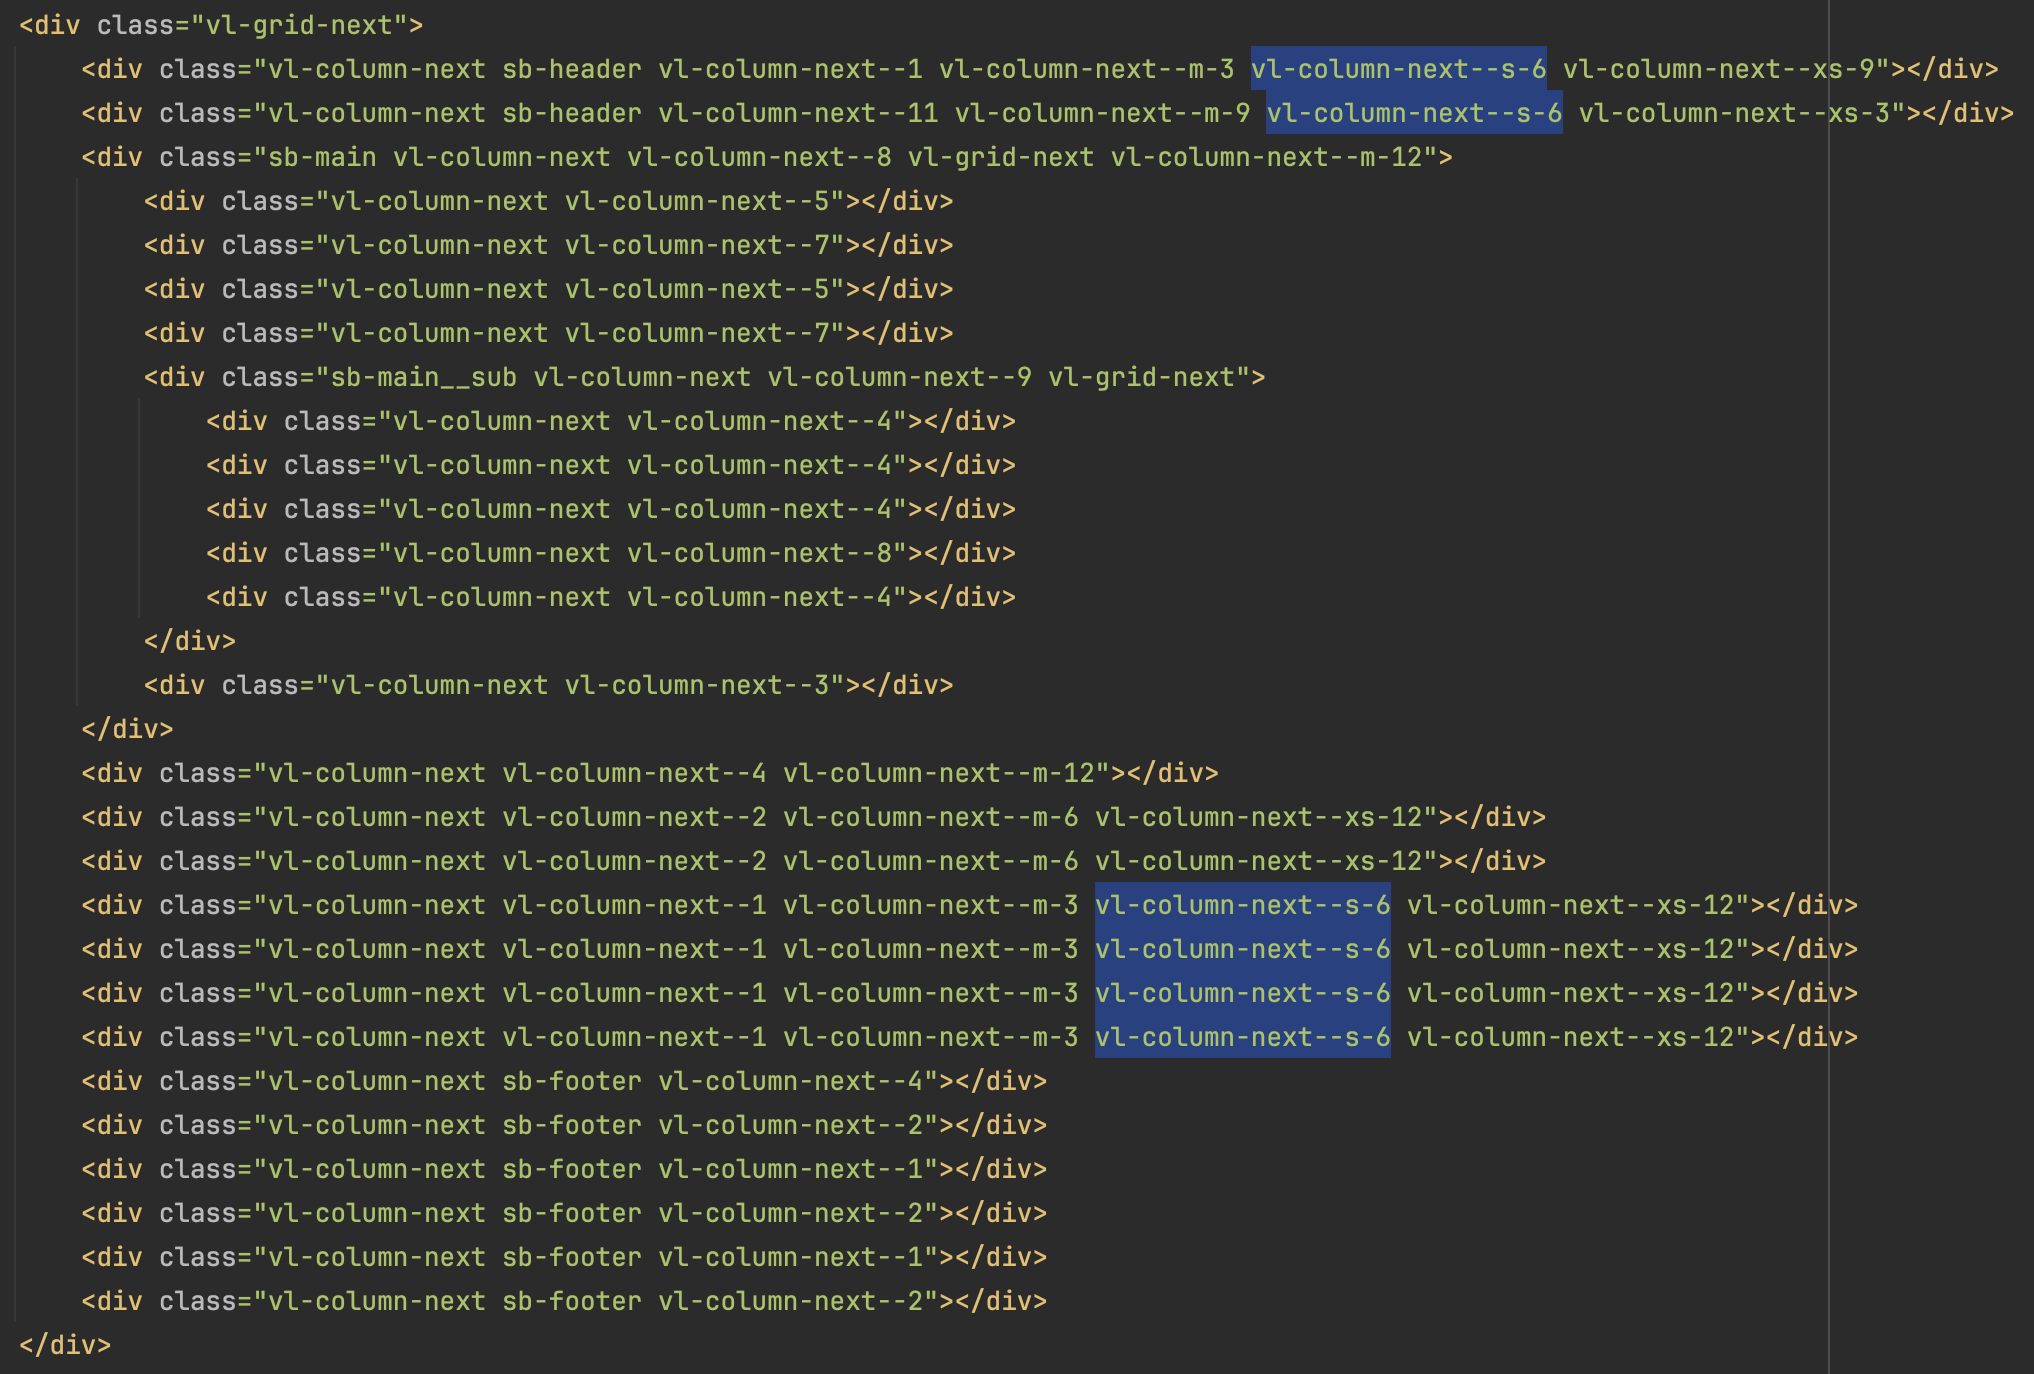 <div class="vl-grid-next">
    <div class="vl-column-next sb-header vl-column-next--1 vl-column-next--m-3 vl-column-next--s-6 vl-column-next--xs-9"></div>
    <div class="vl-column-next sb-header vl-column-next--11 vl-column-next--m-9 vl-column-next--s-6 vl-column-next--xs-3"></div>
    <div class="sb-main vl-column-next vl-column-next--8 vl-grid-next vl-column-next--m-12">
        <div class="vl-column-next vl-column-next--5"></div>
        <div class="vl-column-next vl-column-next--7"></div>
        <div class="vl-column-next vl-column-next--5"></div>
        <div class="vl-column-next vl-column-next--7"></div>
        <div class="sb-main__sub vl-column-next vl-column-next--9 vl-grid-next">
            <div class="vl-column-next vl-column-next--4"></div>
            <div class="vl-column-next vl-column-next--4"></div>
            <div class="vl-column-next vl-column-next--4"></div>
            <div class="vl-column-next vl-column-next--8"></div>
            <div class="vl-column-next vl-column-next--4"></div>
        </div>
        <div class="vl-column-next vl-column-next--3"></div>
    </div>
    <div class="vl-column-next vl-column-next--4 vl-column-next--m-12"></div>
    <div class="vl-column-next vl-column-next--2 vl-column-next--m-6 vl-column-next--xs-12"></div>
    <div class="vl-column-next vl-column-next--2 vl-column-next--m-6 vl-column-next--xs-12"></div>
    <div class="vl-column-next vl-column-next--1 vl-column-next--m-3 vl-column-next--s-6 vl-column-next--xs-12"></div>
    <div class="vl-column-next vl-column-next--1 vl-column-next--m-3 vl-column-next--s-6 vl-column-next--xs-12"></div>
    <div class="vl-column-next vl-column-next--1 vl-column-next--m-3 vl-column-next--s-6 vl-column-next--xs-12"></div>
    <div class="vl-column-next vl-column-next--1 vl-column-next--m-3 vl-column-next--s-6 vl-column-next--xs-12"></div>
    <div class="vl-column-next sb-footer vl-column-next--4"></div>
    <div class="vl-column-next sb-footer vl-column-next--2"></div>
    <div class="vl-column-next sb-footer vl-column-next--1"></div>
    <div class="vl-column-next sb-footer vl-column-next--2"></div>
    <div class="vl-column-next sb-footer vl-column-next--1"></div>
    <div class="vl-column-next sb-footer vl-column-next--2"></div>
</div>